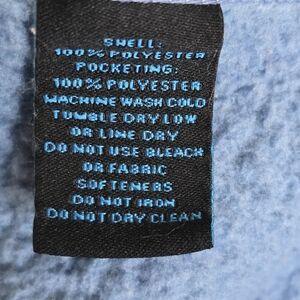 SHELL:
100% POLYESTER
POCKETING:
100% POLYESTER
MACHINE WASH COLD
TUMBLE DRY LOW
OR LINE DRY
DO NOT USE BLEACH
OR FABRIC
SOFTENERS
DO NOT IRON
DO NOT DRY CLEAN